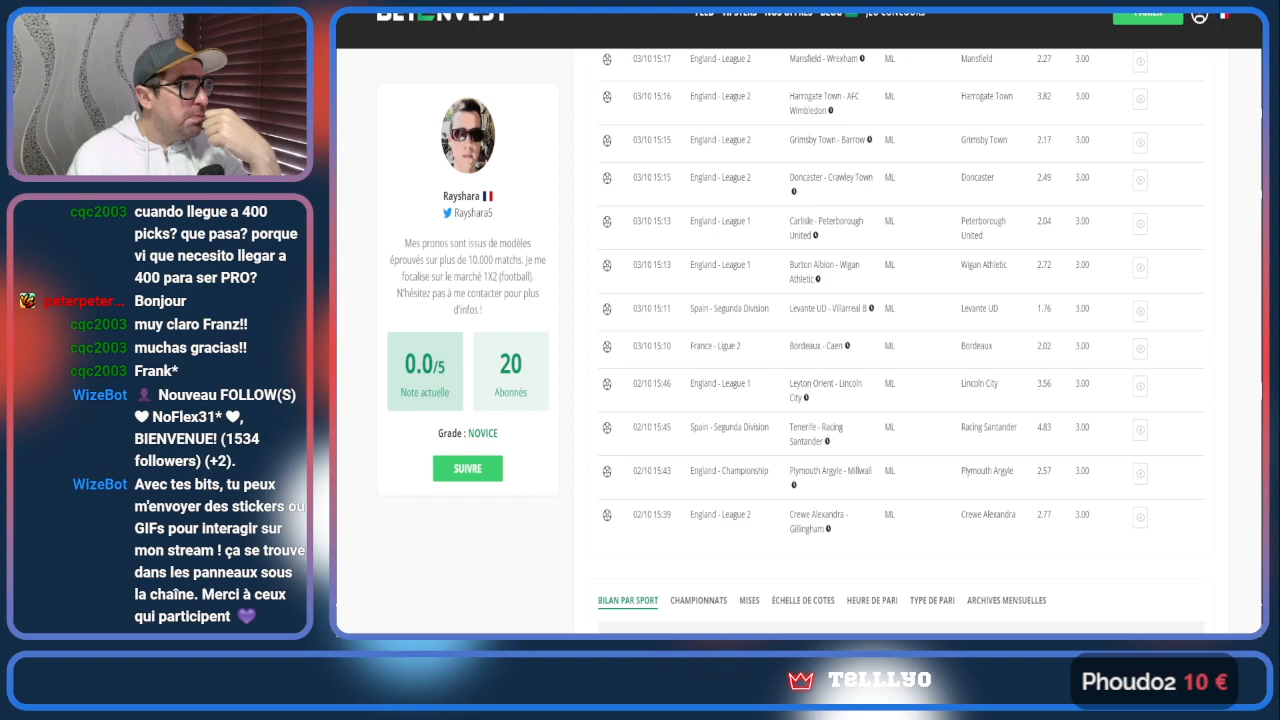 BET2INVEST
FEED TIPSTERS NOS OFFRES BLOG JEU CONCOURS
cqc2003 cuando llegue a 400
picks? que pasa? porque
vi que necesito llegar a
400 para ser PRO?
peterpeter... Bonjour
cqc2003 muy claro Franz!!
cqc2003 muchas gracias!!
cqc2003 Frank*
WizeBot 👤 Nouveau FOLLOW(S)
🤍 NoFlex31* 🤍,
BIENVENUE! (1534
followers) (+2).
WizeBot Avec tes bits, tu peux
m'envoyer des stickers ou
GIFs pour interagir sur
mon stream ! ça se trouve
dans les panneaux sous
la chaîne. Merci à ceux
qui participent 💜
Rayshara 🇫🇷
Rayshara5
Mes pronos sont issus de modèles
éprouvés sur plus de 10.000 matchs. Je me
focalise sur le marché 1X2 (football).
N'hésitez pas à me contacter pour plus
d'infos !
0.0/5 20
Note actuelle Abonnés
Grade : NOVICE
SUIVRE
03/10 15:17 England - League 2 Mansfield - Wrexham ML Mansfield 2.27 3.00
03/10 15:16 England - League 2 Harrogate Town - AFC ML Harrogate Town 3.82 3.00
Wimbledon
03/10 15:15 England - League 2 Grimsby Town - Barrow ML Grimsby Town 2.17 3.00
03/10 15:15 England - League 2 Doncaster - Crawley Town ML Doncaster 2.49 3.00
03/10 15:13 England - League 1 Carlisle - Peterborough ML Peterborough 2.04 3.00
United United
03/10 15:13 England - League 1 Burton Albion - Wigan ML Wigan Athletic 2.72 3.00
Athletic
03/10 15:11 Spain - Segunda Division Levante UD - Villarreal B ML Levante UD 1.76 3.00
03/10 15:10 France - Ligue 2 Bordeaux - Caen ML Bordeaux 2.02 3.00
02/10 15:46 England - League 1 Leyton Orient - Lincoln ML Lincoln City 3.56 3.00
City
02/10 15:45 Spain - Segunda Division Tenerife - Racing ML Racing Santander 4.83 3.00
Santander
02/10 15:43 England - Championship Plymouth Argyle - Millwall ML Plymouth Argyle 2.57 3.00
02/10 15:39 England - League 2 Crewe Alexandra - ML Crewe Alexandra 2.77 3.00
Gillingham
BILAN PAR SPORT CHAMPIONNATS MISES ÉCHELLE DE COTES HEURE DE PARI TYPE DE PARI ARCHIVES MENSUELLES
TELLLYO
Phoudo2 10 €